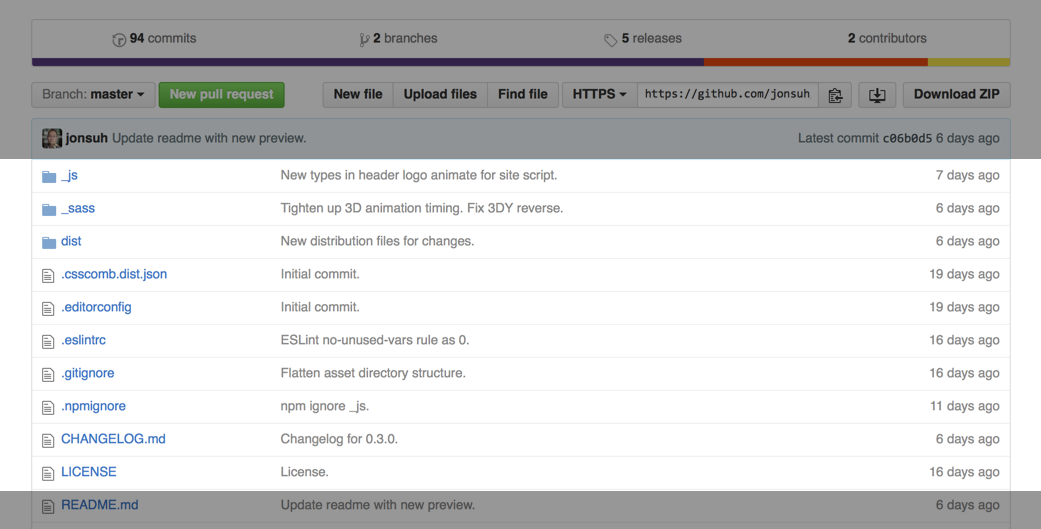 94 commits 2 branches 5 releases 2 contributors
Branch: master New pull request New file Upload files Find file HTTPS https://github.com/jonsuh Download ZIP
jonsuh Update readme with new preview. Latest commit c06b0d5 6 days ago
_js New types in header logo animate for site script. 7 days ago
_sass Tighten up 3D animation timing. Fix 3DY reverse. 6 days ago
dist New distribution files for changes. 6 days ago
.csscomb.dist.json Initial commit. 19 days ago
.editorconfig Initial commit. 19 days ago
.eslintrc ESLint no-unused-vars rule as 0. 16 days ago
.gitignore Flatten asset directory structure. 16 days ago
.npmignore npm ignore _js. 11 days ago
CHANGELOG.md Changelog for 0.3.0. 6 days ago
LICENSE License. 16 days ago
README.md Update readme with new preview. 6 days ago